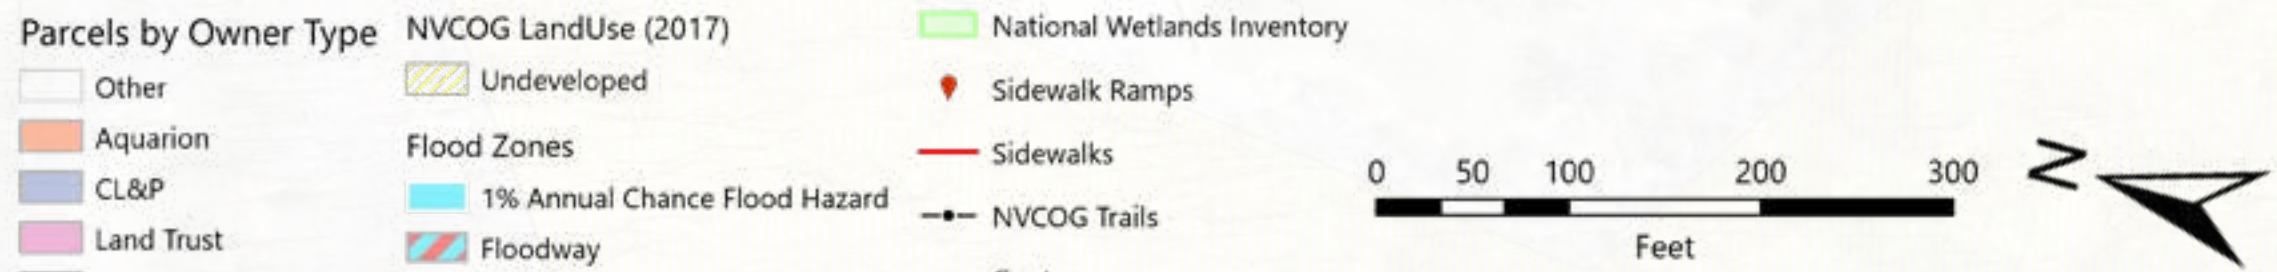 Parcels by Owner Type
Other
Aquarion
CL&P
Land Trust
NVCOG LandUse (2017)
Undeveloped
Flood Zones
1% Annual Chance Flood Hazard
Floodway
National Wetlands Inventory
Sidewalk Ramps
Sidewalks
NVCOG Trails
0 50 100 200 300
Feet
N